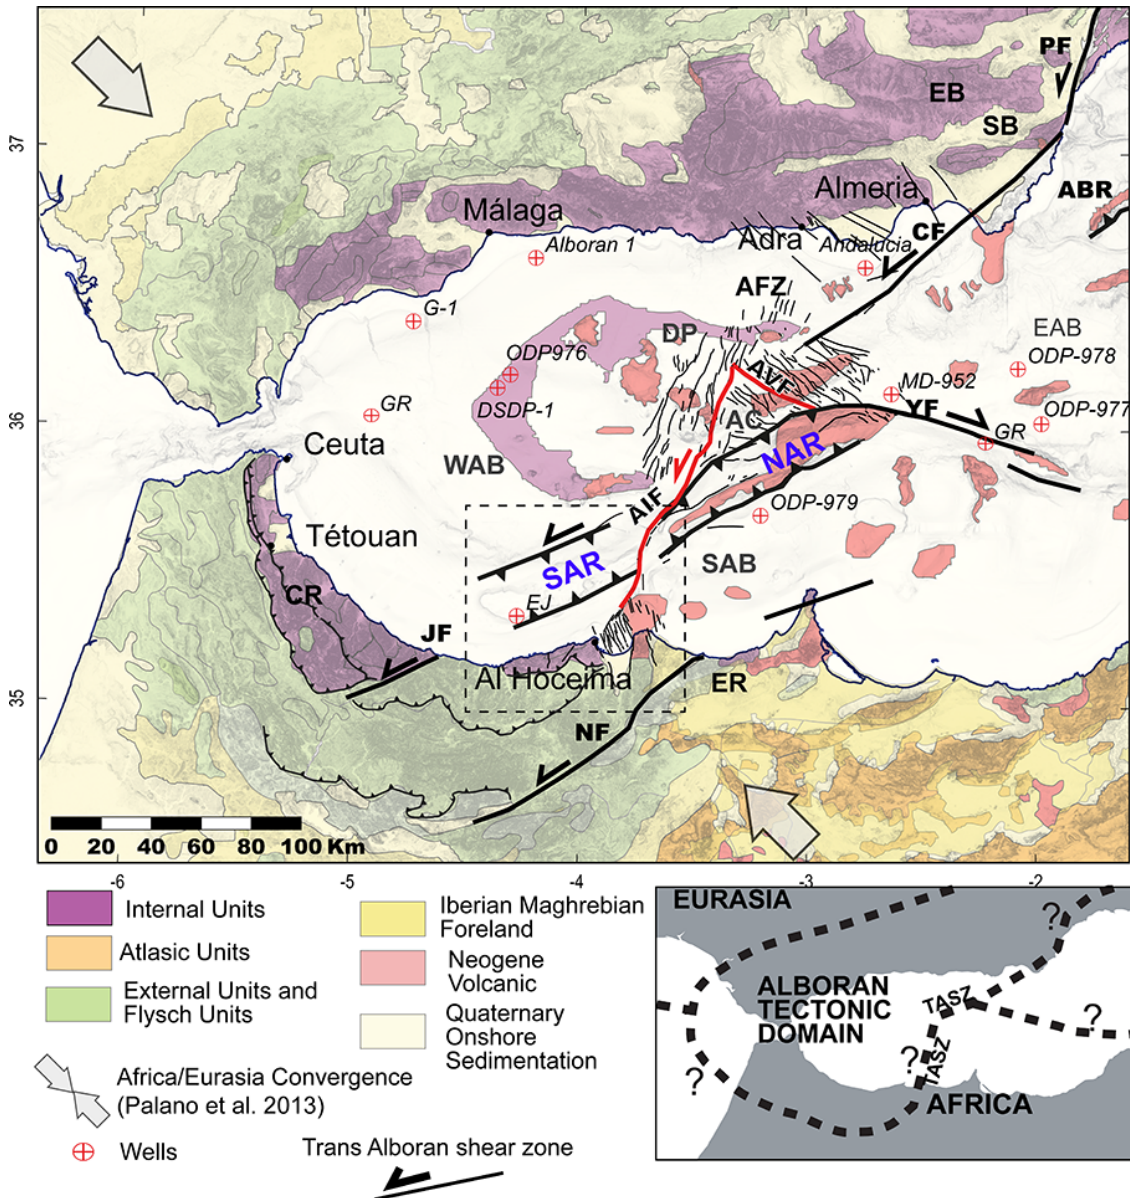 PF
EB
SB
37
Almeria
ABR
Málaga
CF
Adra
Andalucia
Alboran 1
AFZ
G-1
DP
EAB
ODP-978
ODP976
AVF
MD-952
DSDP-1
YF
ODP-977
GR
AC
GR
36
NAR
Ceuta
WAB
AIF
ODP-979
Tétouan
SAR
SAB
CR
EJ
JF
Al Hoceima
ER
35
NF
0 20 40 60 80 100 Km
-6 -5 -4 -3 -2
Internal Units
Atlasic Units
External Units and
Flysch Units
Iberian Maghrebian
Foreland
Neogene
Volcanic
Quaternary
Onshore
Sedimentation
Africa/Eurasia Convergence
(Palano et al. 2013)
Wells
Trans Alboran shear zone
EURASIA
?
ALBORAN
TECTONIC
DOMAIN
TASZ
?
?
TASZ
?
AFRICA